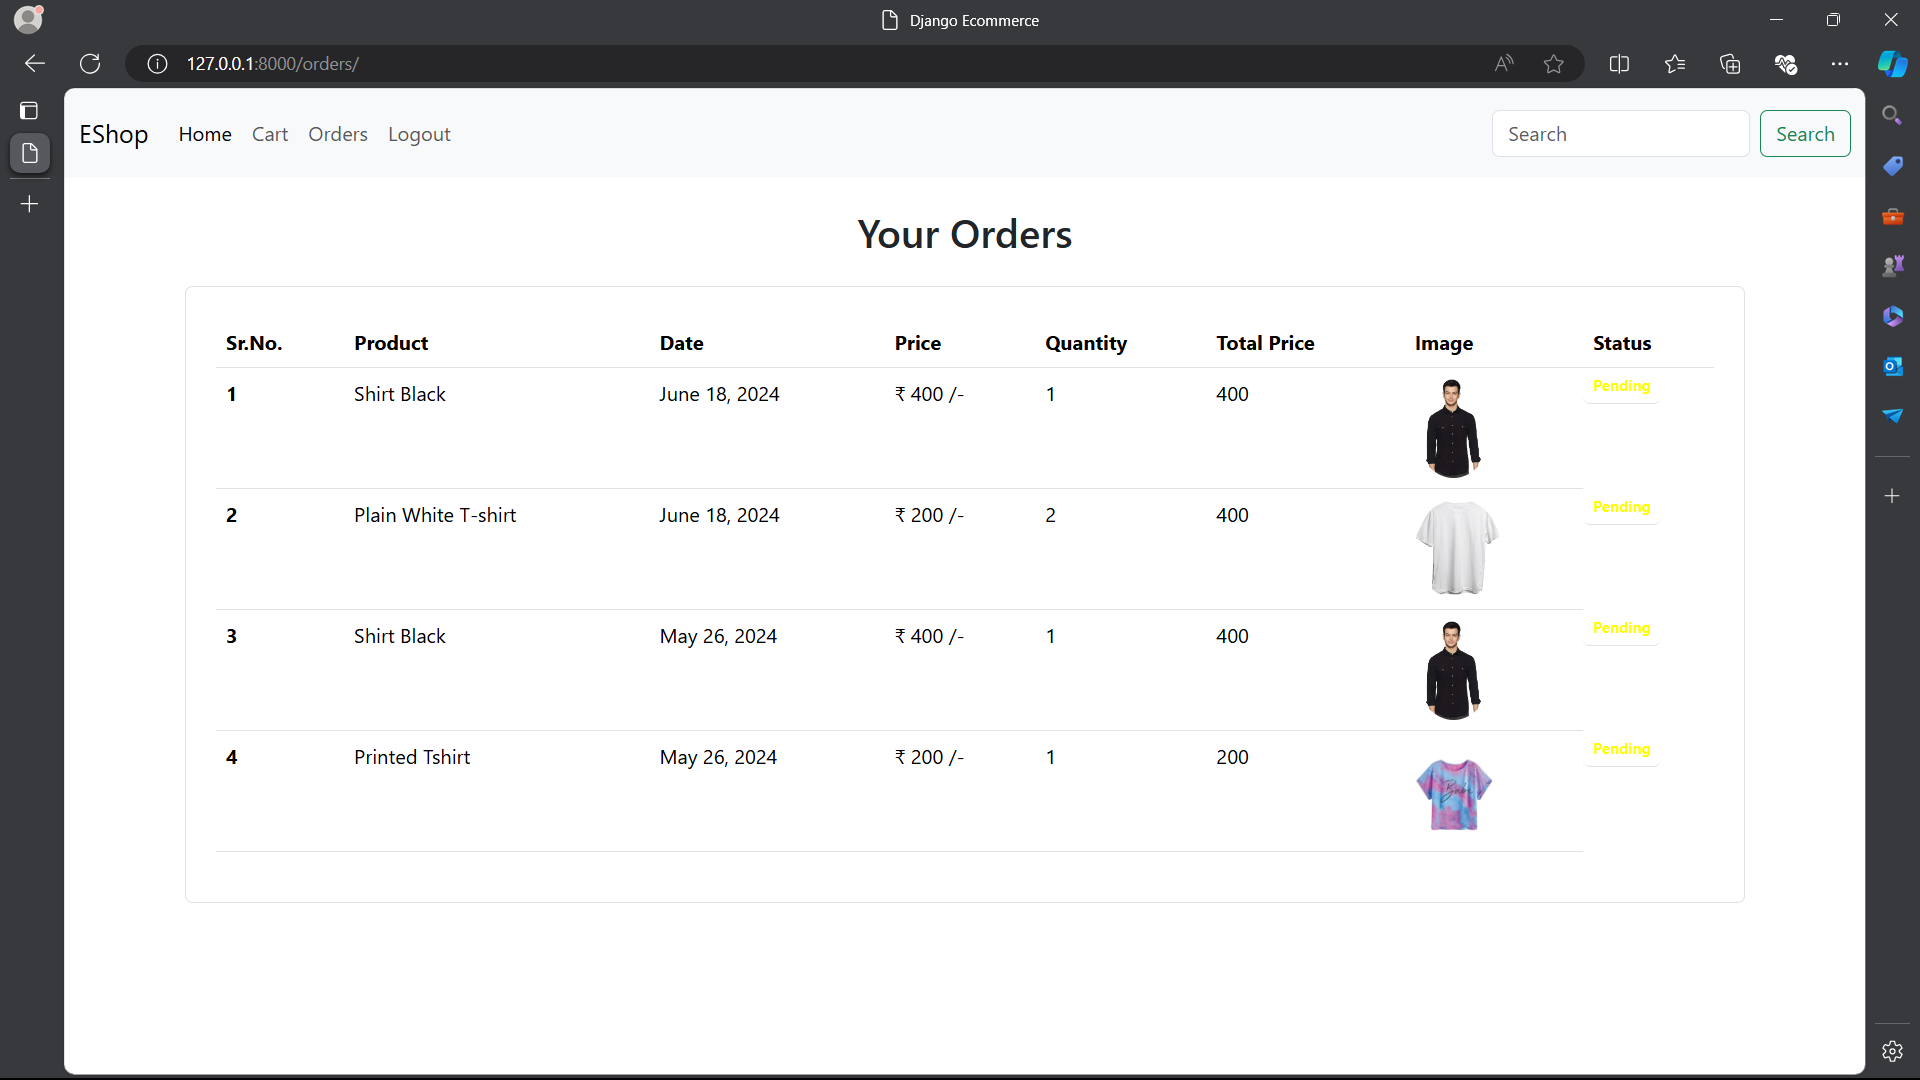 Django Ecommerce
127.0.0.1:8000/orders/
EShop Home Cart Orders Logout Search Search
Your Orders
Sr.No. Product Date Price Quantity Total Price Image Status
1 Shirt Black June 18, 2024 ₹ 400 /- 1 400 Pending
2 Plain White T-shirt June 18, 2024 ₹ 200 /- 2 400 Pending
3 Shirt Black May 26, 2024 ₹ 400 /- 1 400 Pending
4 Printed Tshirt May 26, 2024 ₹ 200 /- 1 200 Pending